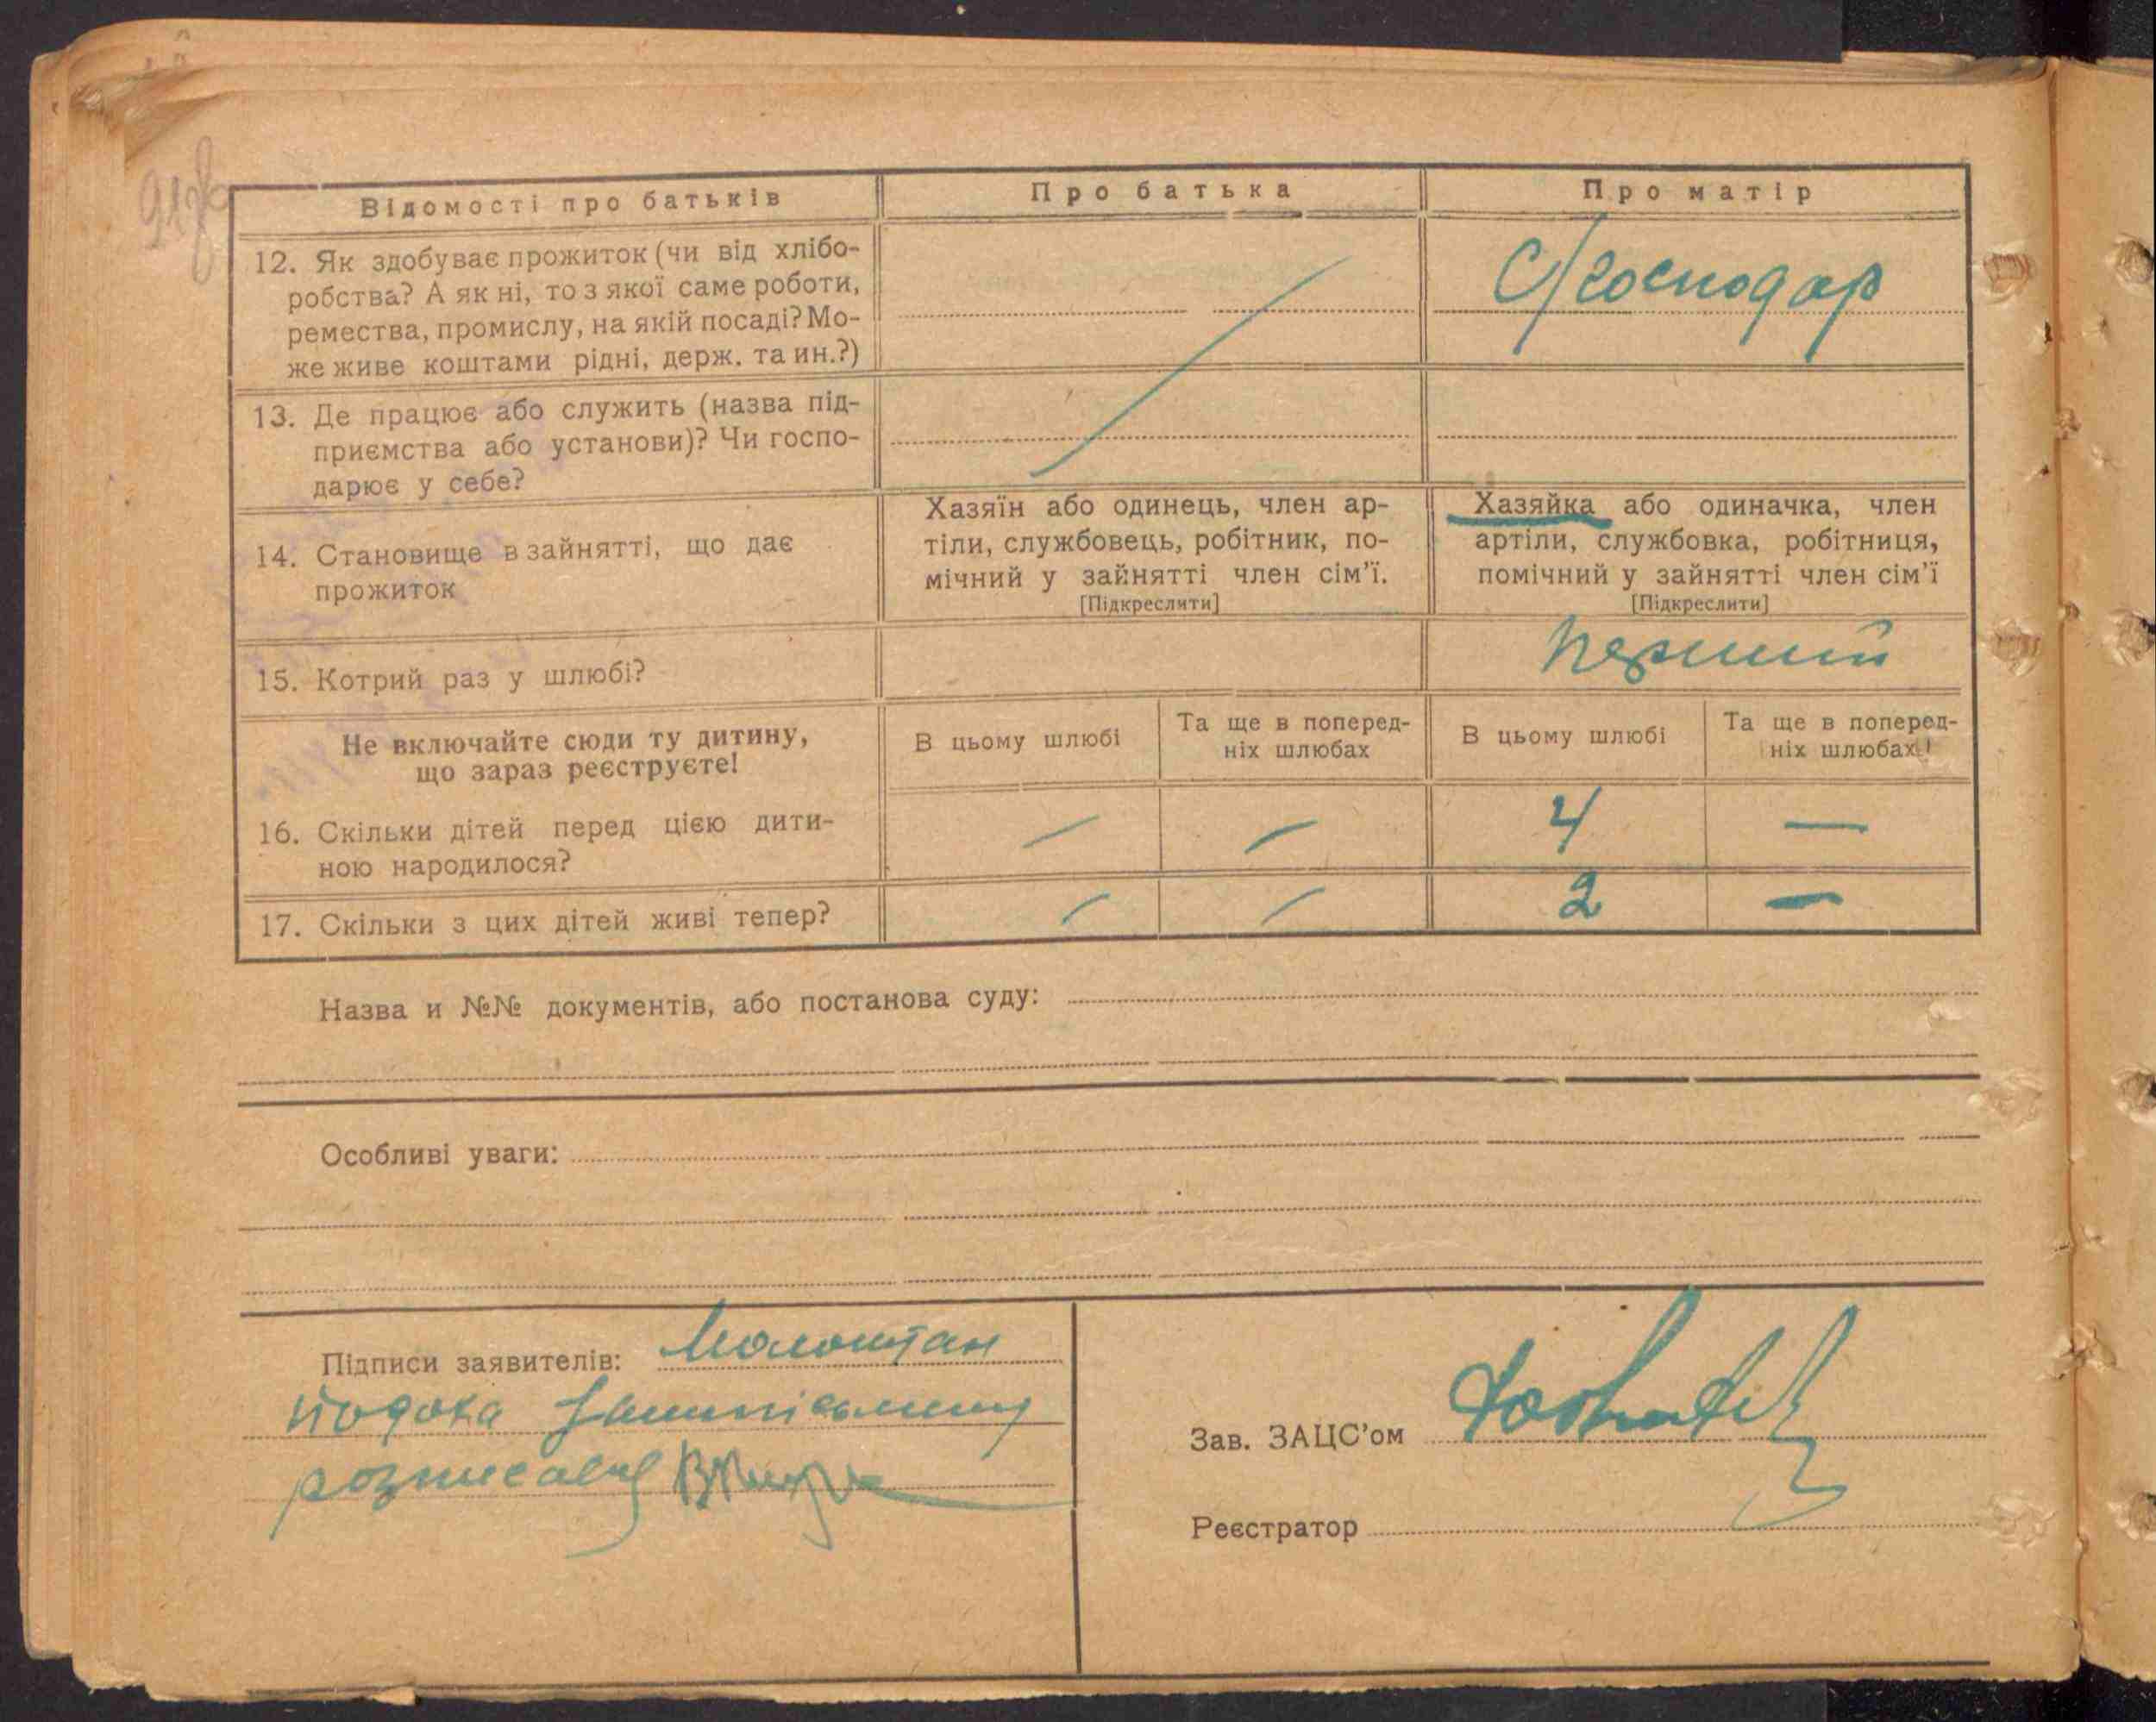 Відомості про батьків
Про батька
Про матір
12. Як здобуває прожиток (чи від хлібо-
робства? А як ні, то з якої саме роботи,
ремества, промислу, на якій посаді? Мо-
же живе коштами рідні, держ. та ин.?)
С/господар
13. Де працює або служить (назва під-
приємства або установи)? Чи госпо-
дарює у себе?
14. Становище в зайнятті, що дає
прожиток
Хазяїн або одинець, член ар-
тіли, службовець, робітник, по-
мічний у зайнятті член сім'ї.
[Підкреслити]
Хазяйка або одиначка, член
артіли, службовка, робітниця,
помічний у зайнятті член сім'ї
[Підкреслити]
15. Котрий раз у шлюбі?
перший
Не включайте сюди ту дитину,
що зараз реєструєте!
В цьому шлюбі
Та ще в поперед-
ніх шлюбах
В цьому шлюбі
Та ще в поперед-
ніх шлюбах!
16. Скільки дітей перед цією дити-
ною народилося?
— — 4 —
17. Скільки з цих дітей живі тепер?
— — 2 —
Назва и №№ документів, або постанова суду:
Особливі уваги:
Підписи заявителів: Молоштан
розписався
Зав. ЗАЦС'ом
Реєстратор